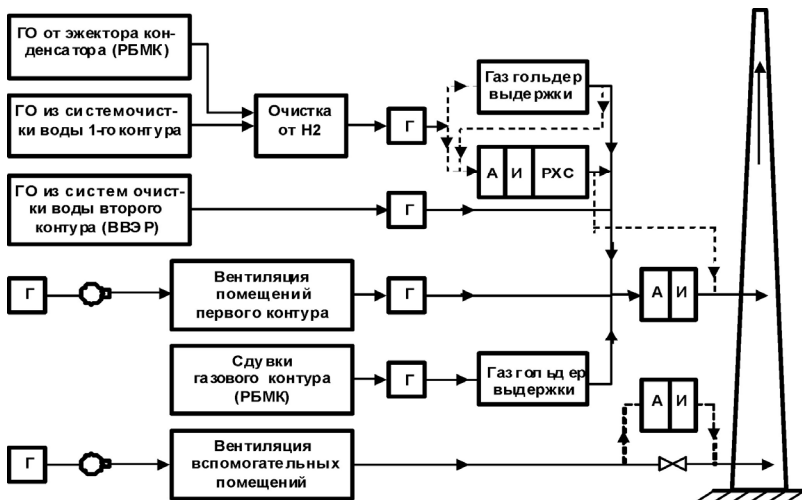 ГО от эжектора кон-
денсатора (РБМК)
ГО из систем очист-
ки воды 1-го контура
Очистка
от Н2
Г
Газгольдер
выдержки
А И РХС
ГО из систем очист-
ки воды второго
контура (ВВЭР)
Г
Г
Вентиляция
помещений
первого контура
Г
А И
Сдувки
газового контура
(РБМК)
Г
Газгольдер
выдержки
А И
Г
Вентиляция
вспомогательных
помещений